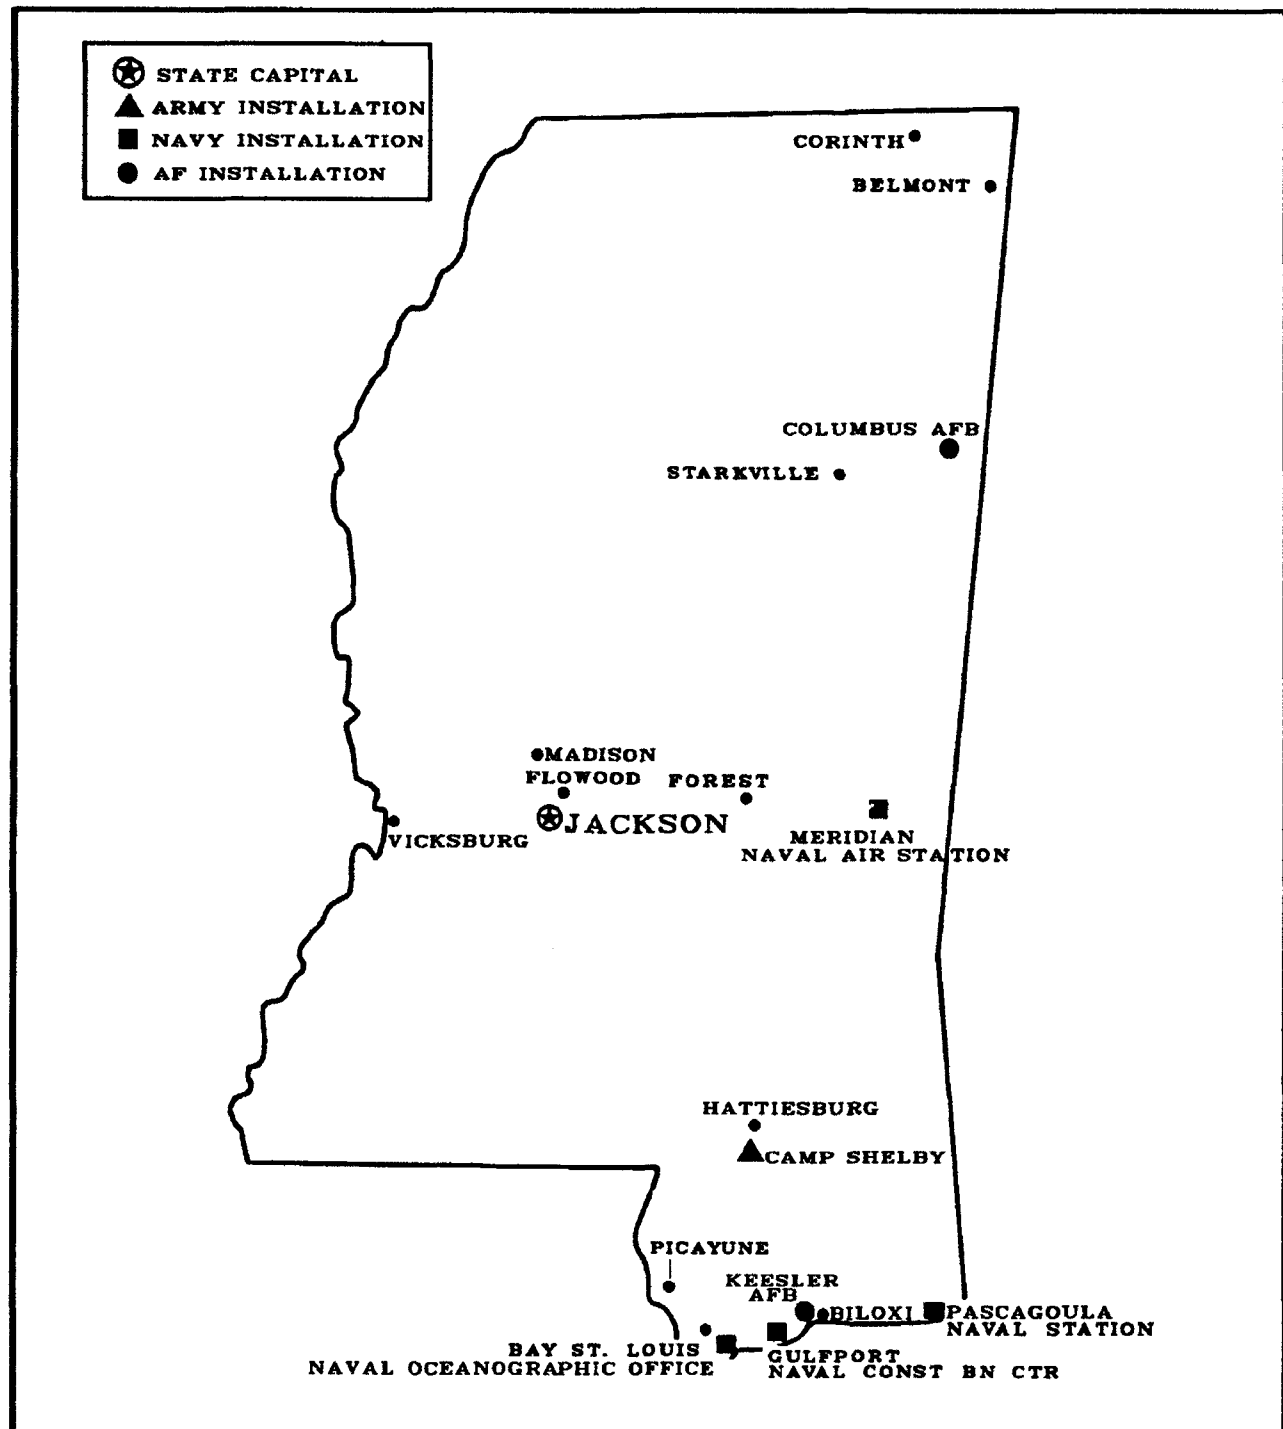 STATE CAPITAL
ARMY INSTALLATION
NAVY INSTALLATION
AF INSTALLATION
CORINTH
BELMONT
COLUMBUS AFB
STARKVILLE
MADISON
FLOWOOD
FOREST
JACKSON
VICKSBURG
MERIDIAN
NAVAL AIR STATION
HATTIESBURG
CAMP SHELBY
PICAYUNE
KEESLER
AFB
BILOXI
PASCAGOULA
NAVAL STATION
BAY ST. LOUIS
NAVAL OCEANOGRAPHIC OFFICE
GULFPORT
NAVAL CONST BN CTR